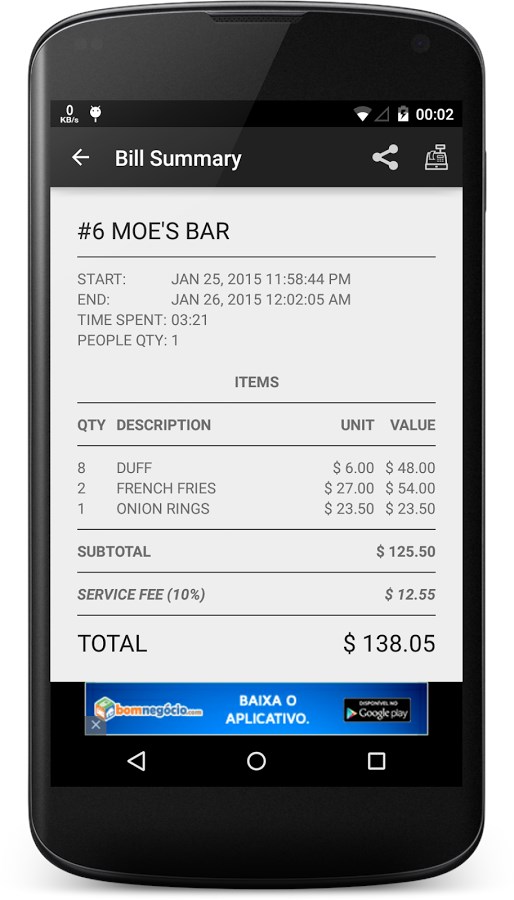 0
KB/s
00:02
Bill Summary
#6 MOE'S BAR
START: JAN 25, 2015 11:58:44 PM
END: JAN 26, 2015 12:02:05 AM
TIME SPENT: 03:21
PEOPLE QTY: 1
ITEMS
QTY DESCRIPTION UNIT VALUE
8 DUFF $ 6.00 $ 48.00
2 FRENCH FRIES $ 27.00 $ 54.00
1 ONION RINGS $ 23.50 $ 23.50
SUBTOTAL $ 125.50
SERVICE FEE (10%) $ 12.55
TOTAL $ 138.05
bomnegócio.com
BAIXA O
APLICATIVO.
DISPONÍVEL NO
Google play